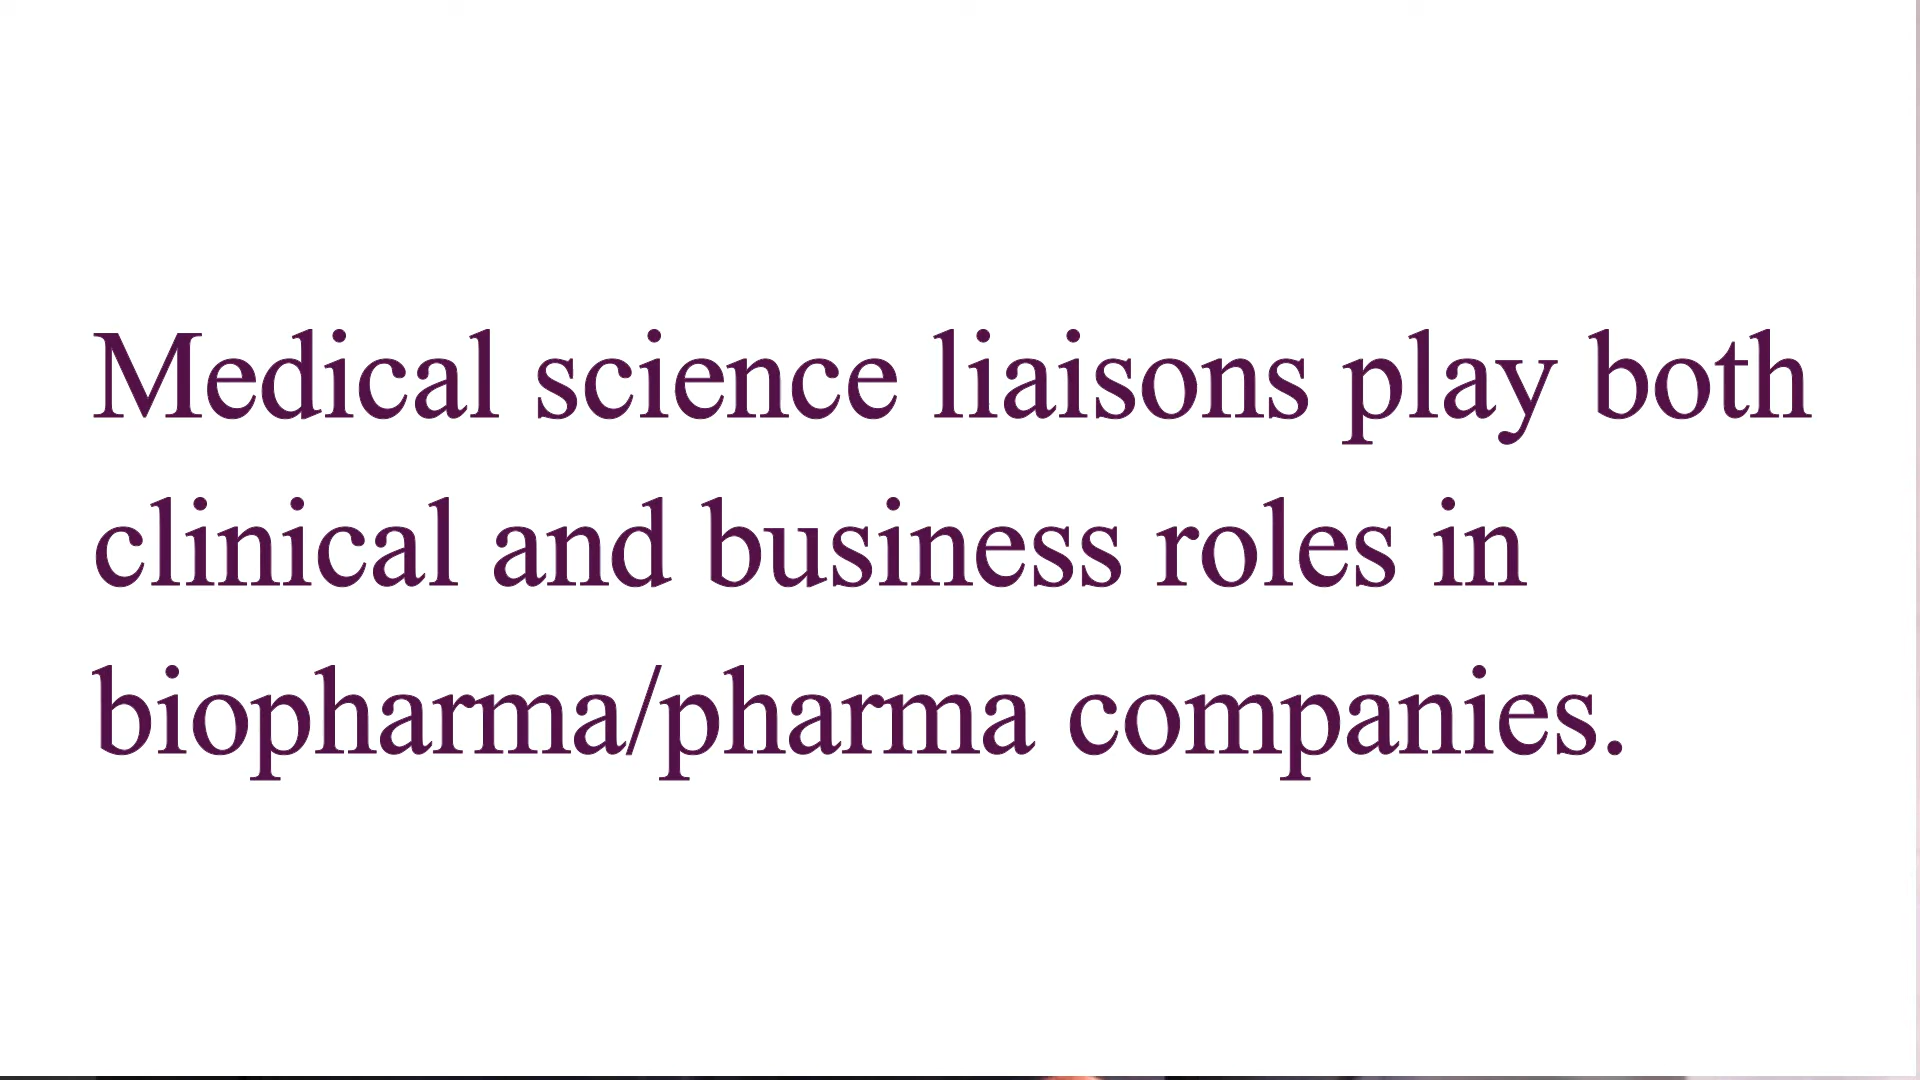 Medical science liaisons play both
clinical and business roles in
biopharma/pharma companies.